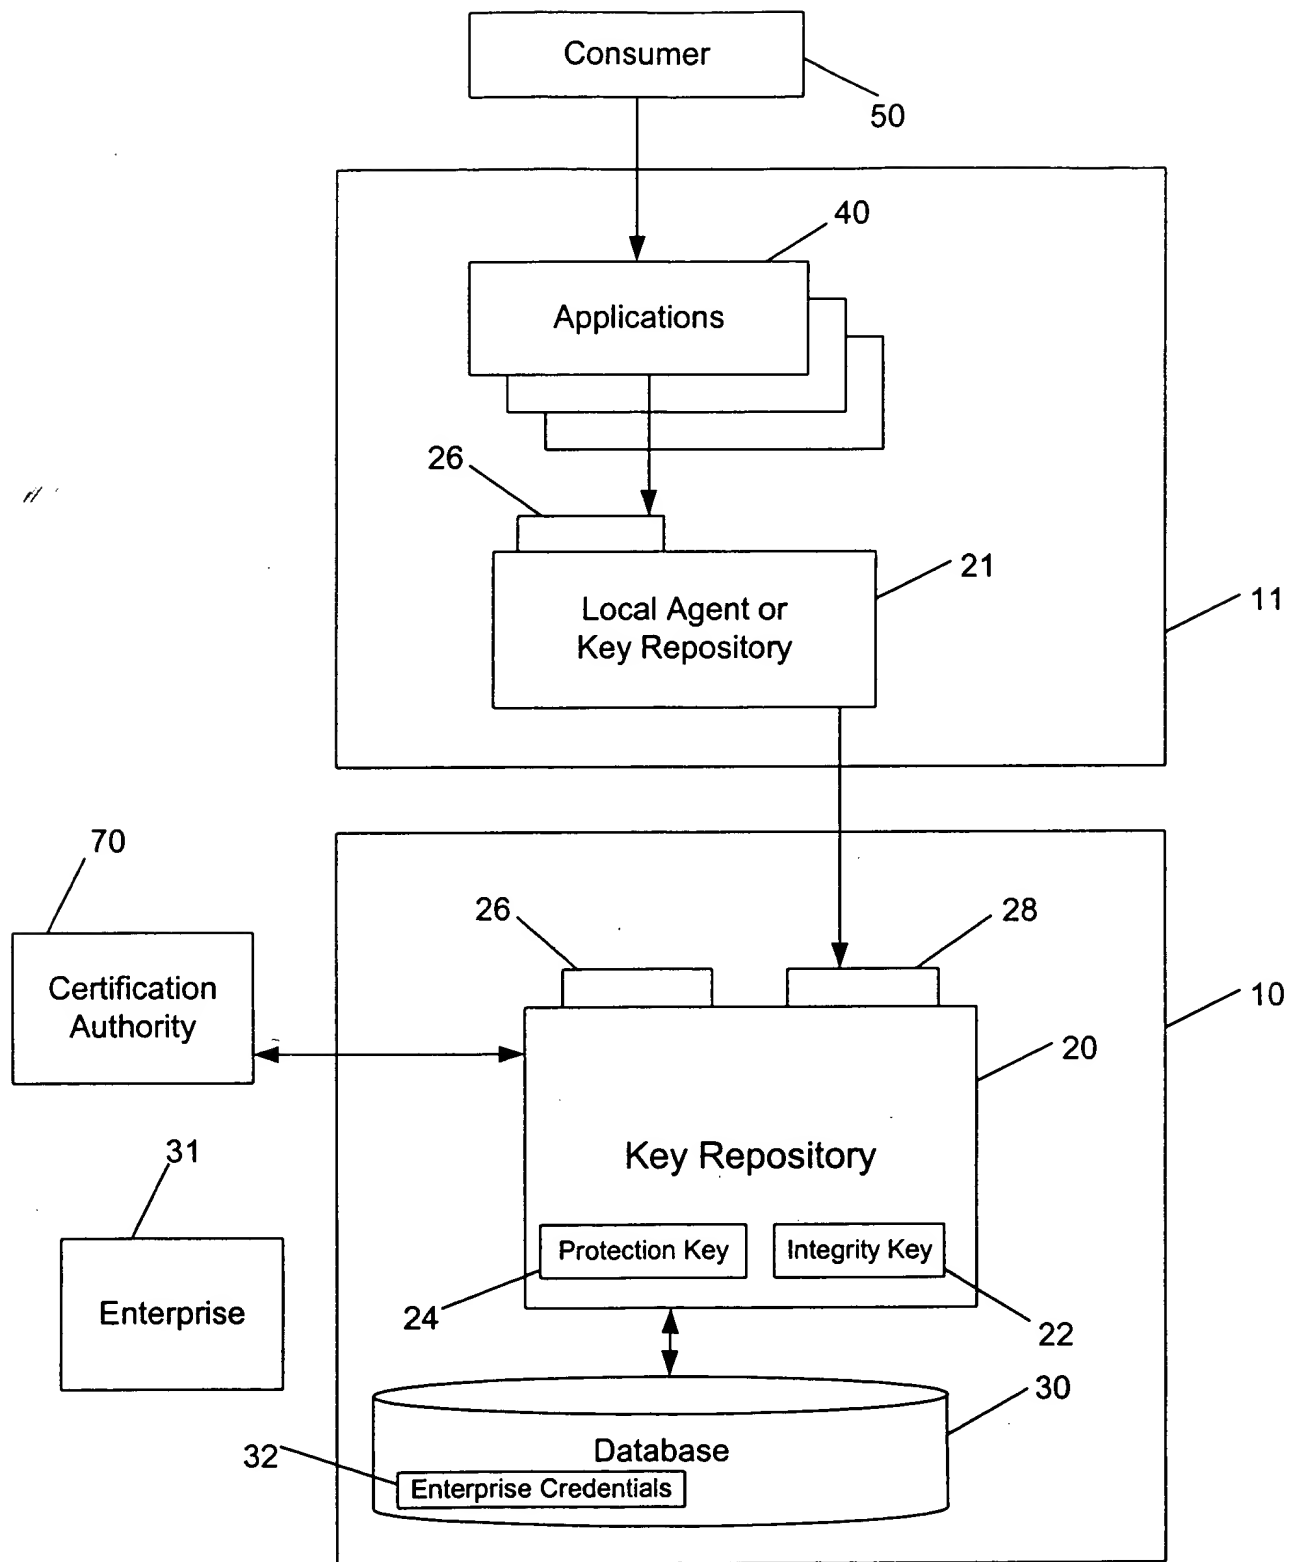 Consumer
50
40
Applications
26
21
Local Agent or
Key Repository
11
70
26
28
Certification
Authority
10
20
31
Key Repository
Protection Key
Integrity Key
Enterprise
24
22
30
Database
32
Enterprise Credentials